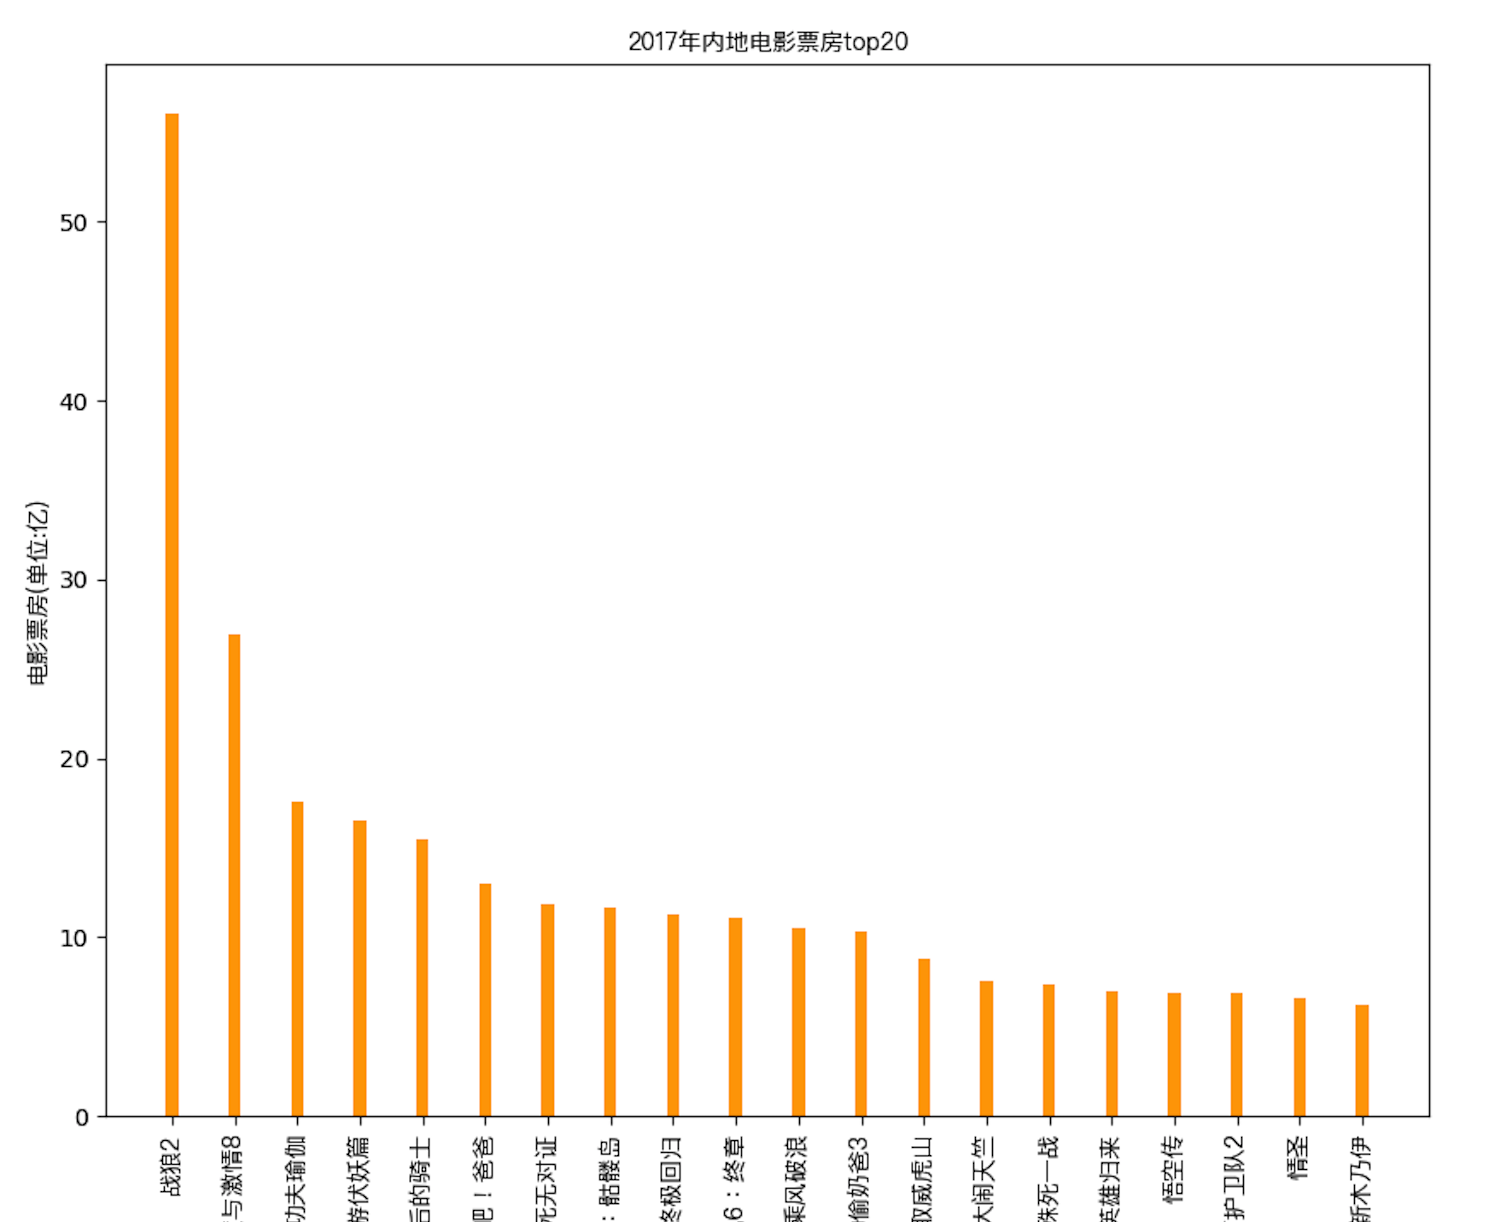 2017年内地电影票房top20
电影票房(单位:亿)
50
40
30
20
10
0
战狼2
与激情8
功夫瑜伽
游伏妖篇
后的骑士
吧！爸爸
死无对证
：骷髅岛
终极回归
6：终章
乘风破浪
偷奶爸3
取威虎山
大闹天竺
殊死一战
英雄归来
悟空传
护卫队2
情圣
新木乃伊